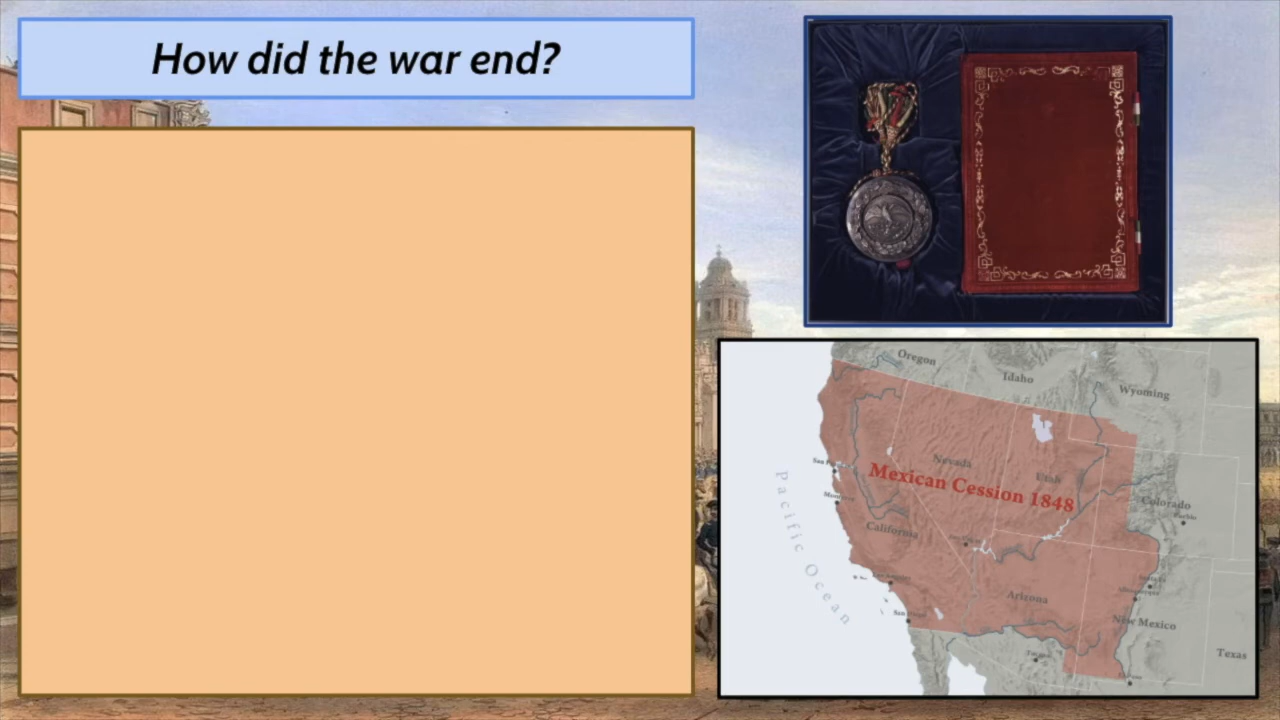 How did the war end?
Oregon
Idaho
Wyoming
Nevada
Utah
Mexican Cession 1848
Colorado
California
Pacific Ocean
Arizona
New Mexico
Texas